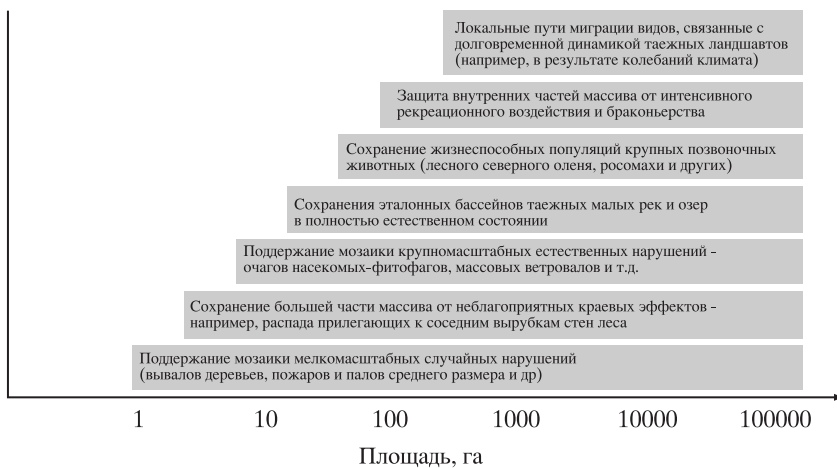 Локальные пути миграции видов, связанные с
долговременной динамикой таежных ландшавтов
(например, в результате колебаний климата)
Защита внутренних частей массива от интенсивного
рекреационного воздействия и браконьерства
Сохранение жизнеспособных популяций крупных позвоночных
животных (лесного северного оленя, росомахи и других)
Сохранения эталонных бассейнов таежных малых рек и озер
в полностью естественном состоянии
Поддержание мозаики крупномасштабных естественных нарушений -
очагов насекомых-фитофагов, массовых ветровалов и т.д.
Сохранение большей части массива от неблагоприятных краевых эффектов -
например, распада прилегающих к соседним вырубкам стен леса
Поддержание мозаики мелкомасштабных случайных нарушений
(вывалов деревьев, пожаров и палов среднего размера и др)
1 10 100 1000 10000 100000
Площадь, га